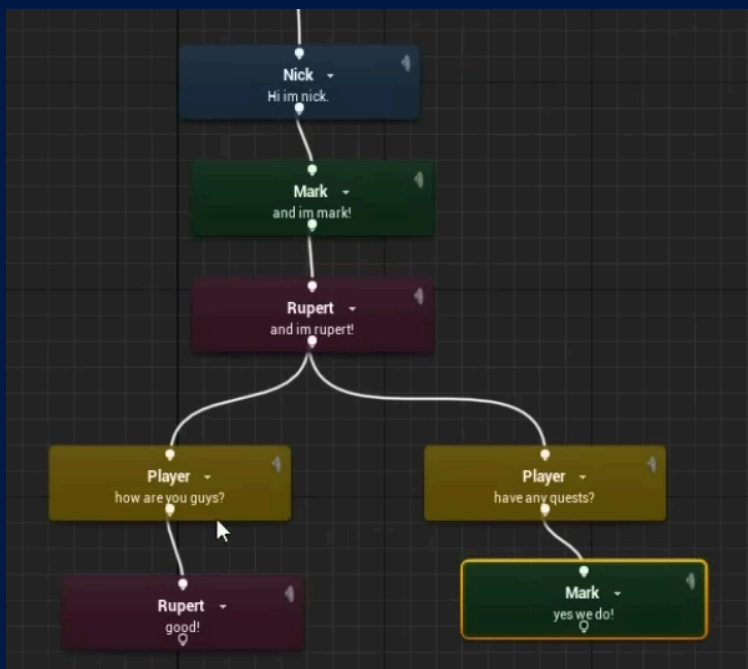 Nick
Hi im nick.
Mark
and im mark!
Rupert
and im rupert!
Player
how are you guys?
Player
have any quests?
Rupert
good!
Mark
yes we do!